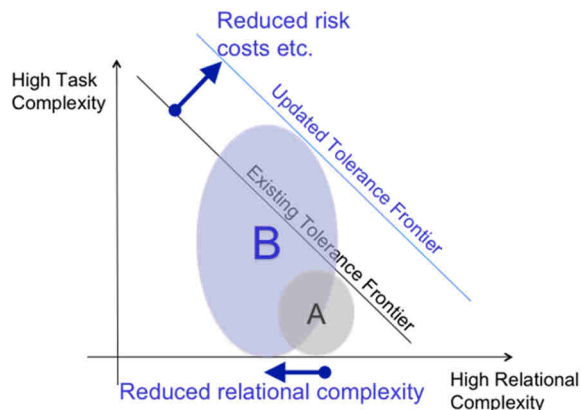 Reduced risk
costs etc.
High Task
Complexity
Updated Tolerance Frontier
Existing Tolerance Frontier
B
A
Reduced relational complexity
High Relational
Complexity